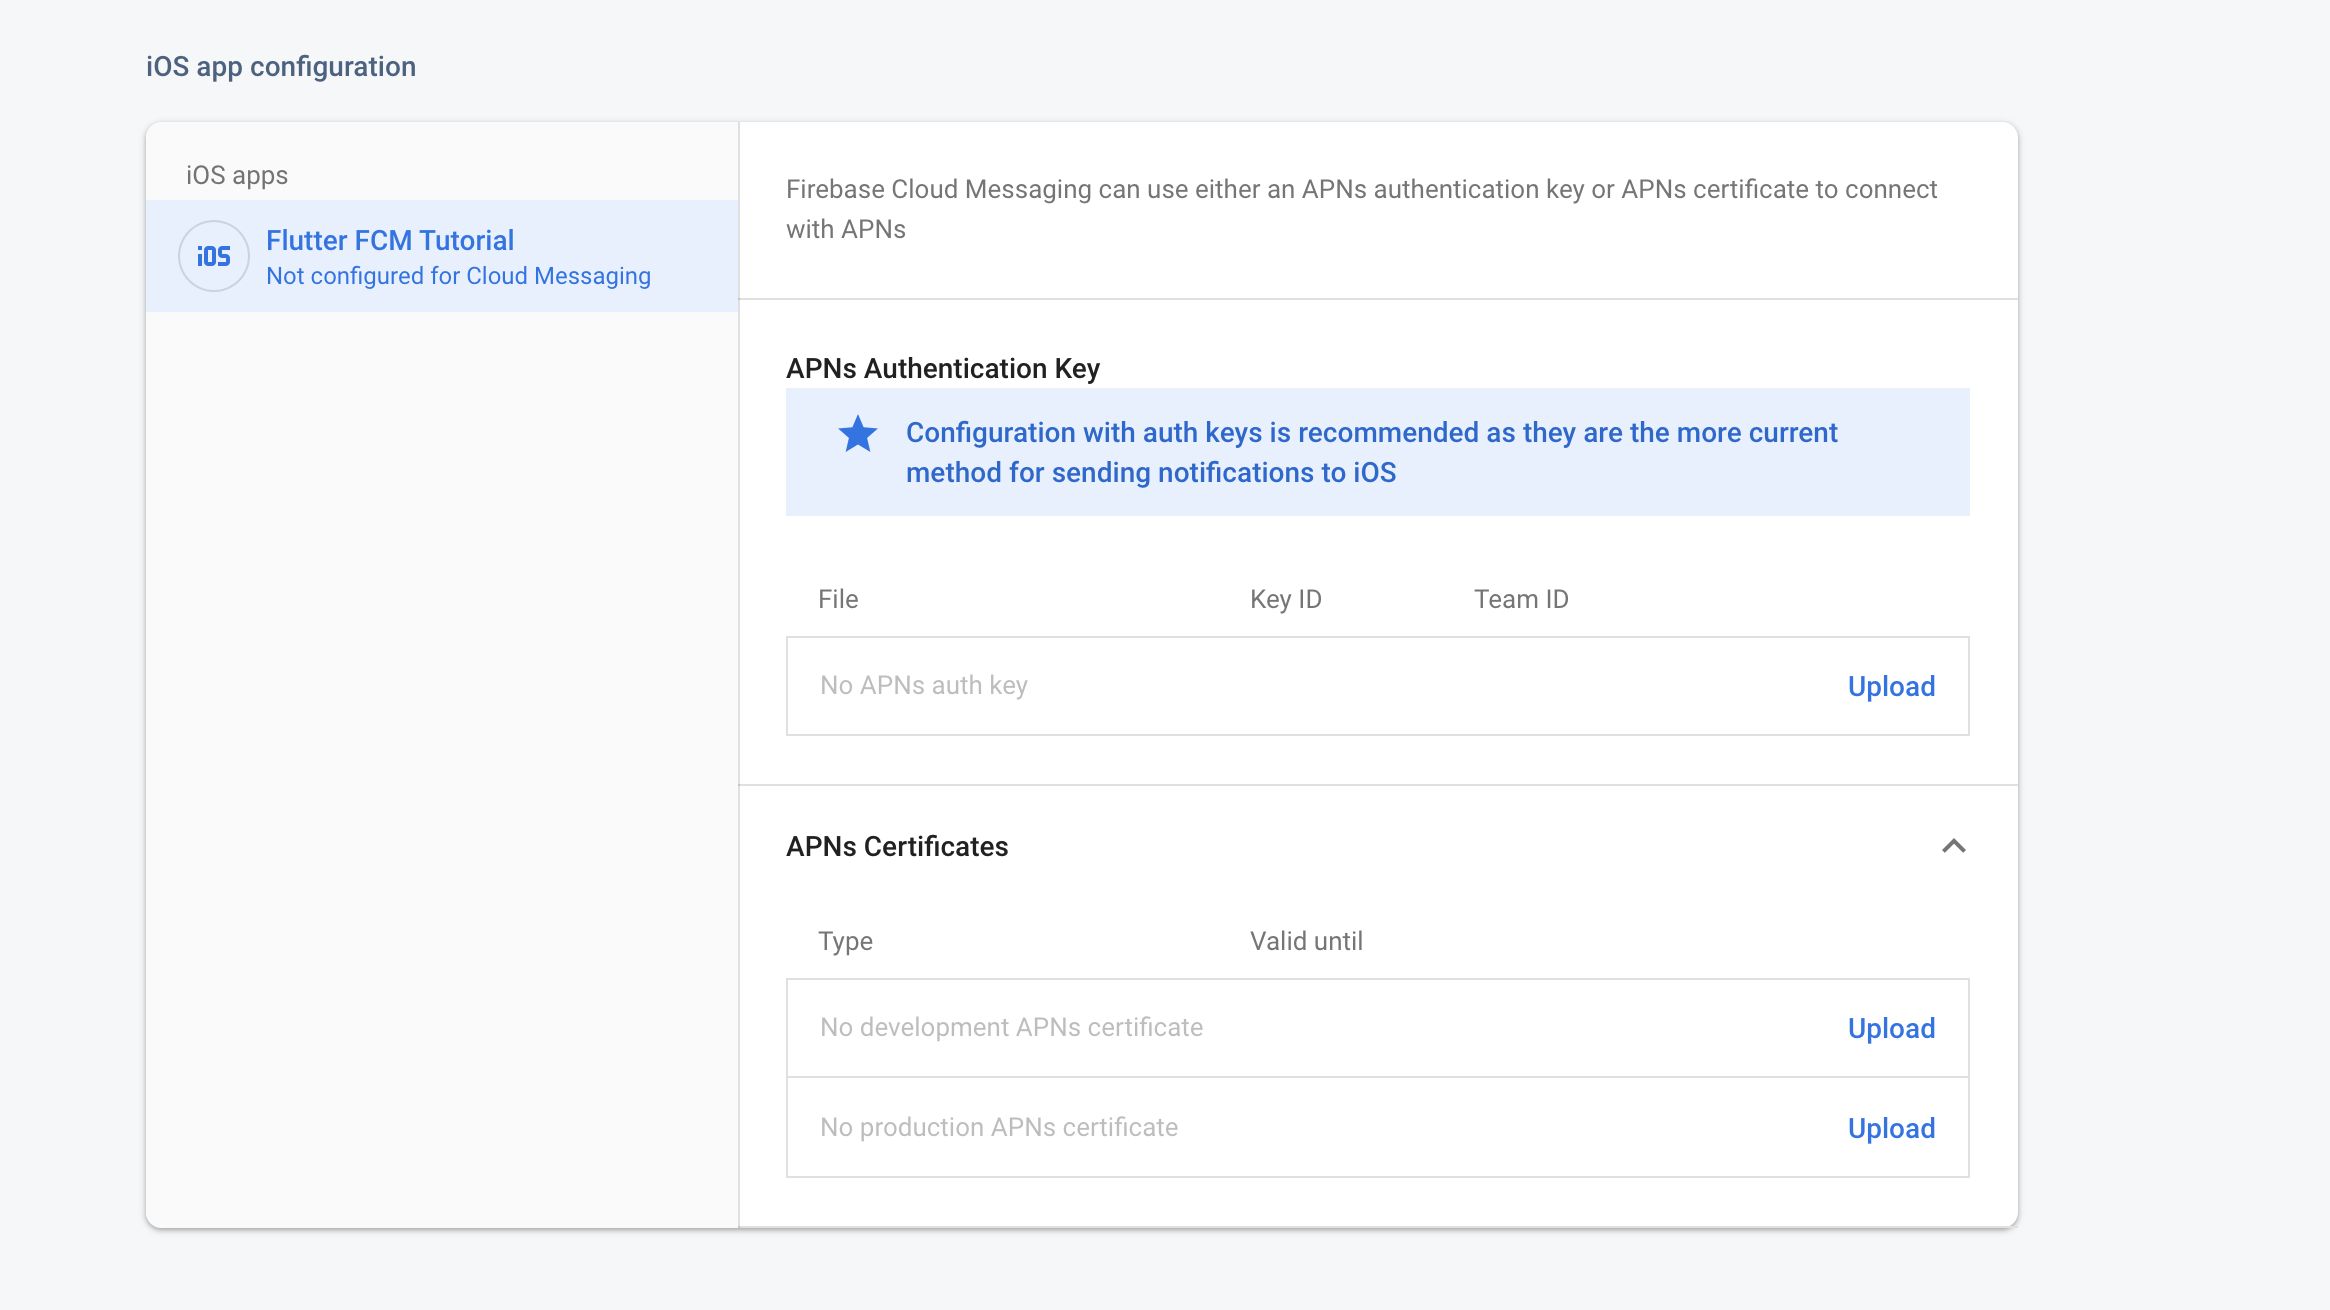 iOS app configuration
iOS apps
iOS
Flutter FCM Tutorial
Not configured for Cloud Messaging
Firebase Cloud Messaging can use either an APNs authentication key or APNs certificate to connect
with APNs
APNs Authentication Key
Configuration with auth keys is recommended as they are the more current
method for sending notifications to iOS
File Key ID Team ID
No APNs auth key Upload
APNs Certificates
Type Valid until
No development APNs certificate Upload
No production APNs certificate Upload